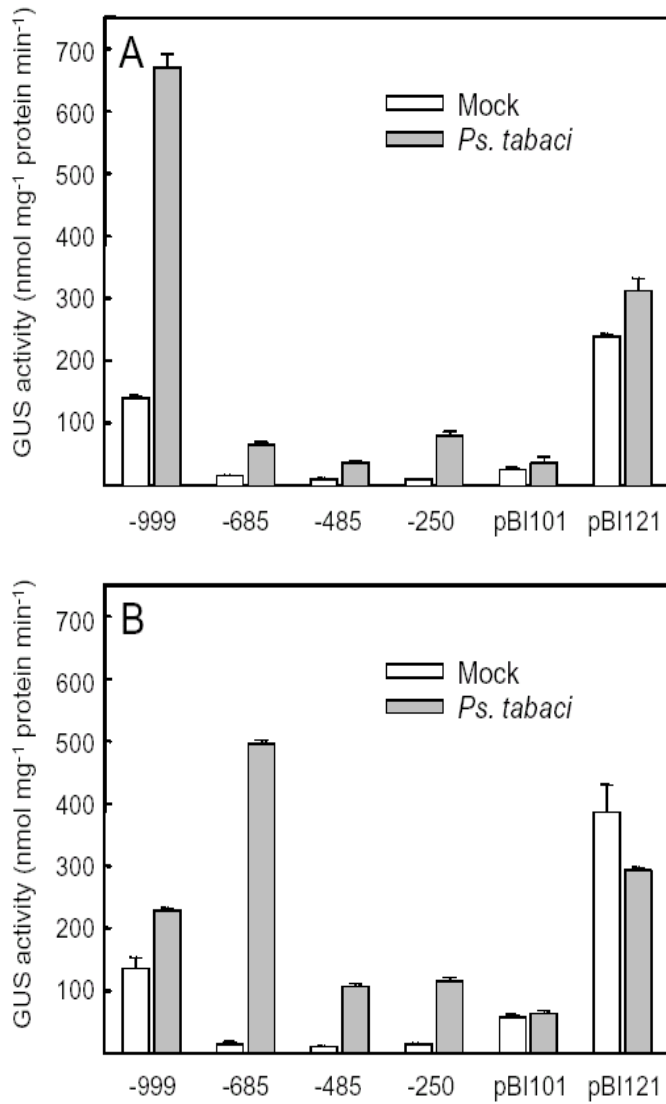 A
GUS activity (nmol mg⁻¹ protein min⁻¹)
700
600
500
400
300
200
100
Mock
Ps. tabaci
-999 -685 -485 -250 pBI101 pBI121
B
GUS activity (nmol mg⁻¹ protein min⁻¹)
700
600
500
400
300
200
100
Mock
Ps. tabaci
-999 -685 -485 -250 pBI101 pBI121